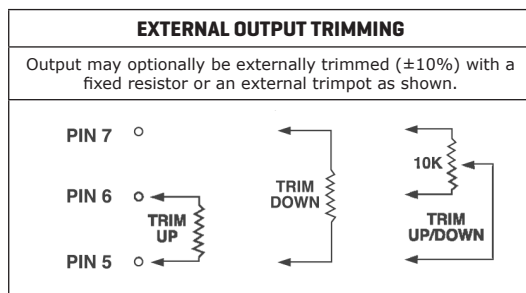 EXTERNAL OUTPUT TRIMMING
Output may optionally be externally trimmed (±10%) with a
fixed resistor or an external trimpot as shown.
PIN 7
PIN 6
PIN 5
TRIM
UP
TRIM
DOWN
10K
TRIM
UP/DOWN